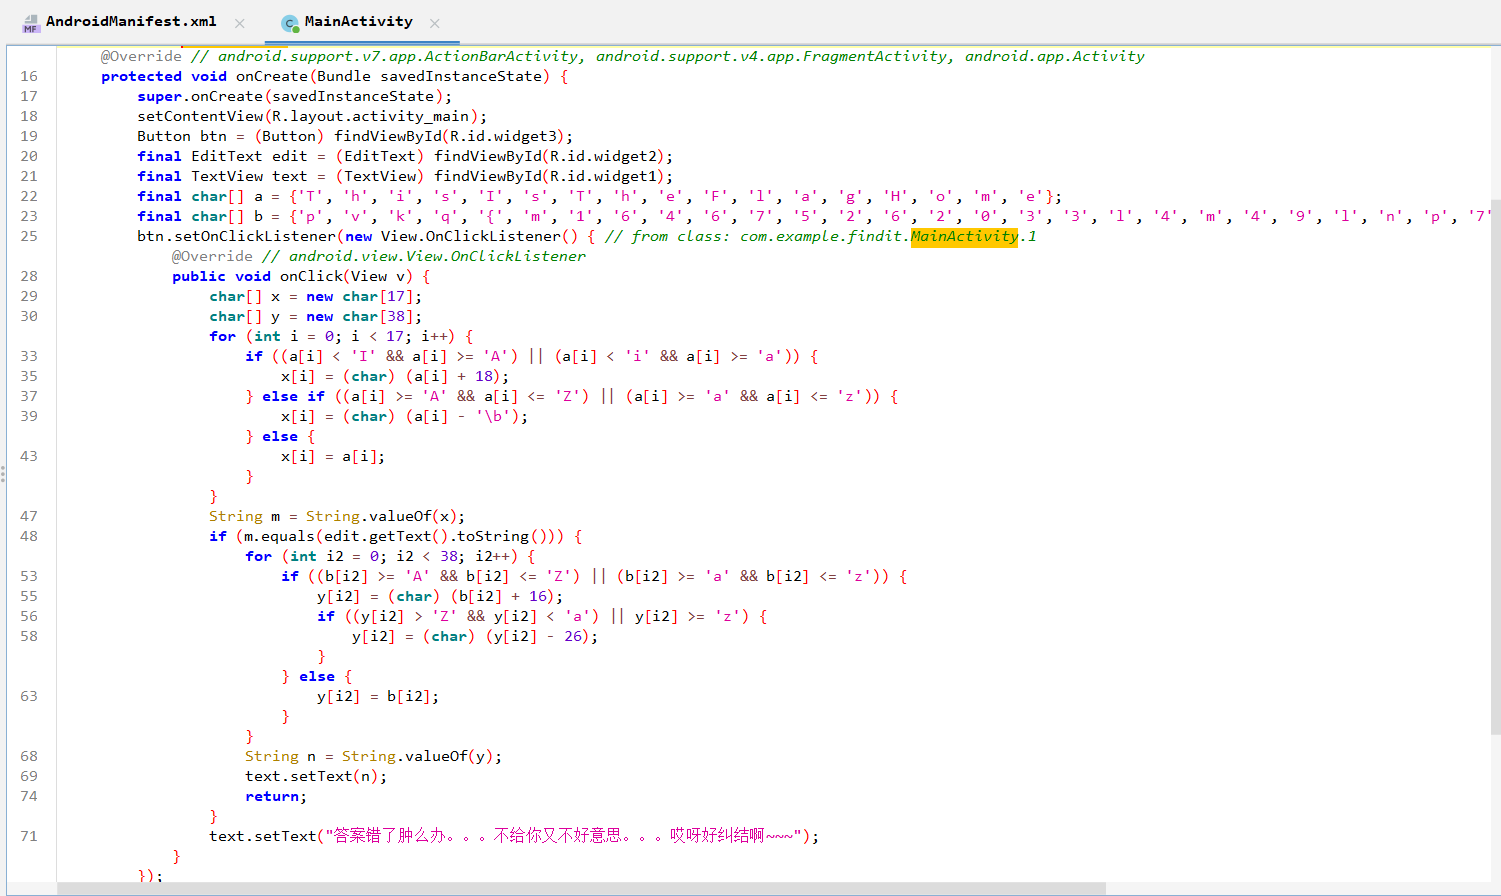 AndroidManifest.xml × MainActivity ×
@Override // android.support.v7.app.ActionBarActivity, android.support.v4.app.FragmentActivity, android.app.Activity
16 protected void onCreate(Bundle savedInstanceState) {
17 super.onCreate(savedInstanceState);
18 setContentView(R.layout.activity_main);
19 Button btn = (Button) findViewById(R.id.widget3);
20 final EditText edit = (EditText) findViewById(R.id.widget2);
21 final TextView text = (TextView) findViewById(R.id.widget1);
22 final char[] a = {'T', 'h', 'i', 's', 'I', 's', 'T', 'h', 'e', 'F', 'l', 'a', 'g', 'H', 'o', 'm', 'e'};
23 final char[] b = {'p', 'v', 'k', 'q', '{', 'm', '1', '6', '4', '6', '7', '5', '2', '6', '2', '0', '3', '3', 'l', '4', 'm', '4', '9', 'l', 'n', 'p', '7'
25 btn.setOnClickListener(new View.OnClickListener() { // from class: com.example.findit.MainActivity.1
@Override // android.view.View.OnClickListener
28 public void onClick(View v) {
29 char[] x = new char[17];
30 char[] y = new char[38];
for (int i = 0; i < 17; i++) {
33 if ((a[i] < 'I' && a[i] >= 'A') || (a[i] < 'i' && a[i] >= 'a')) {
35 x[i] = (char) (a[i] + 18);
37 } else if ((a[i] >= 'A' && a[i] <= 'Z') || (a[i] >= 'a' && a[i] <= 'z')) {
39 x[i] = (char) (a[i] - '\b');
} else {
43 x[i] = a[i];
}
}
47 String m = String.valueOf(x);
48 if (m.equals(edit.getText().toString())) {
for (int i2 = 0; i2 < 38; i2++) {
53 if ((b[i2] >= 'A' && b[i2] <= 'Z') || (b[i2] >= 'a' && b[i2] <= 'z')) {
55 y[i2] = (char) (b[i2] + 16);
56 if ((y[i2] > 'Z' && y[i2] < 'a') || y[i2] >= 'z') {
58 y[i2] = (char) (y[i2] - 26);
}
} else {
63 y[i2] = b[i2];
}
}
68 String n = String.valueOf(y);
69 text.setText(n);
74 return;
}
71 text.setText("答案错了肿么办。。。不给你又不好意思。。。哎呀好纠结啊~~~");
}
});